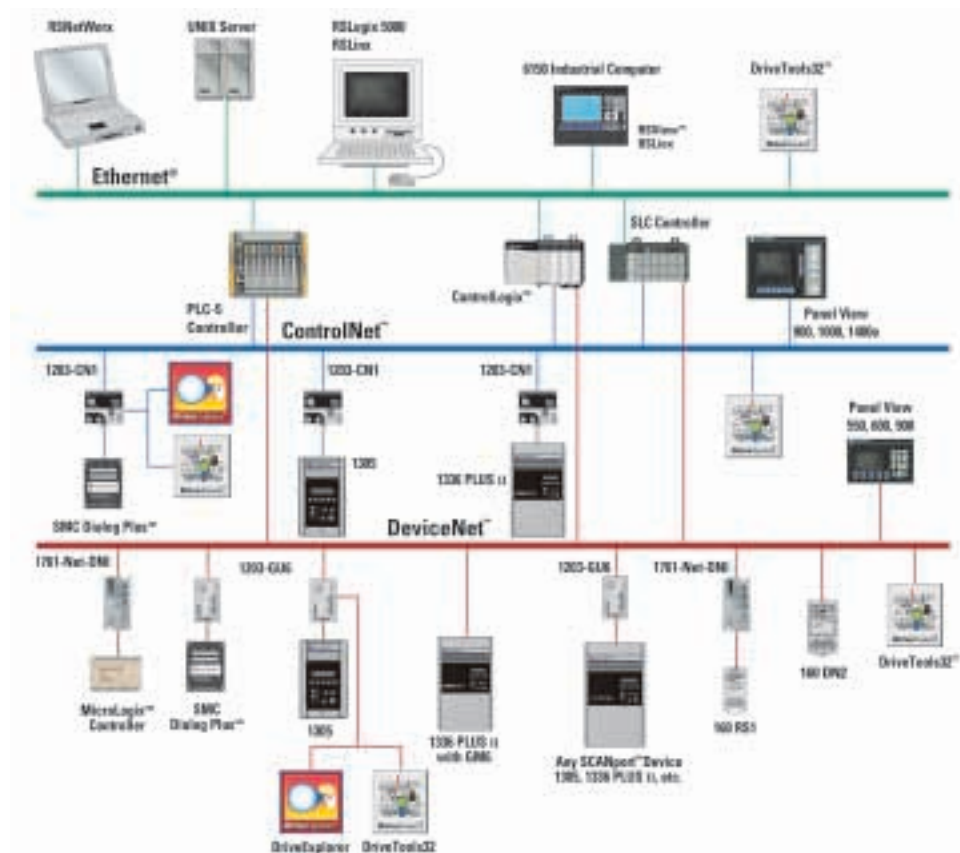 RSNetWorx
UNIX Server
RSLogix 5000
RSLinx
6150 Industrial Computer
DriveTools32™
RSView™
RSLinx
Ethernet®
SLC Controller
PLC-5
Controller
ControlLogix™
Panel View
1000, 1400e
ControlNet™
1203-CN1
1203-CN1
1203-CN1
Panel View
550, 600, 900
1305
1336 PLUS II
SMC Dialog Plus™
DeviceNet™
1761-Net-DNI
1203-GU6
1203-GU6
1761-Net-DNI
MicroLogix™
Controller
SMC
Dialog Plus™
1305
1336 PLUS II
with GM6
Any SCANport™ Device
1305, 1336 PLUS II, etc.
160 RS1
160 DN2
DriveTools32™
DriveExplorer
DriveTools32